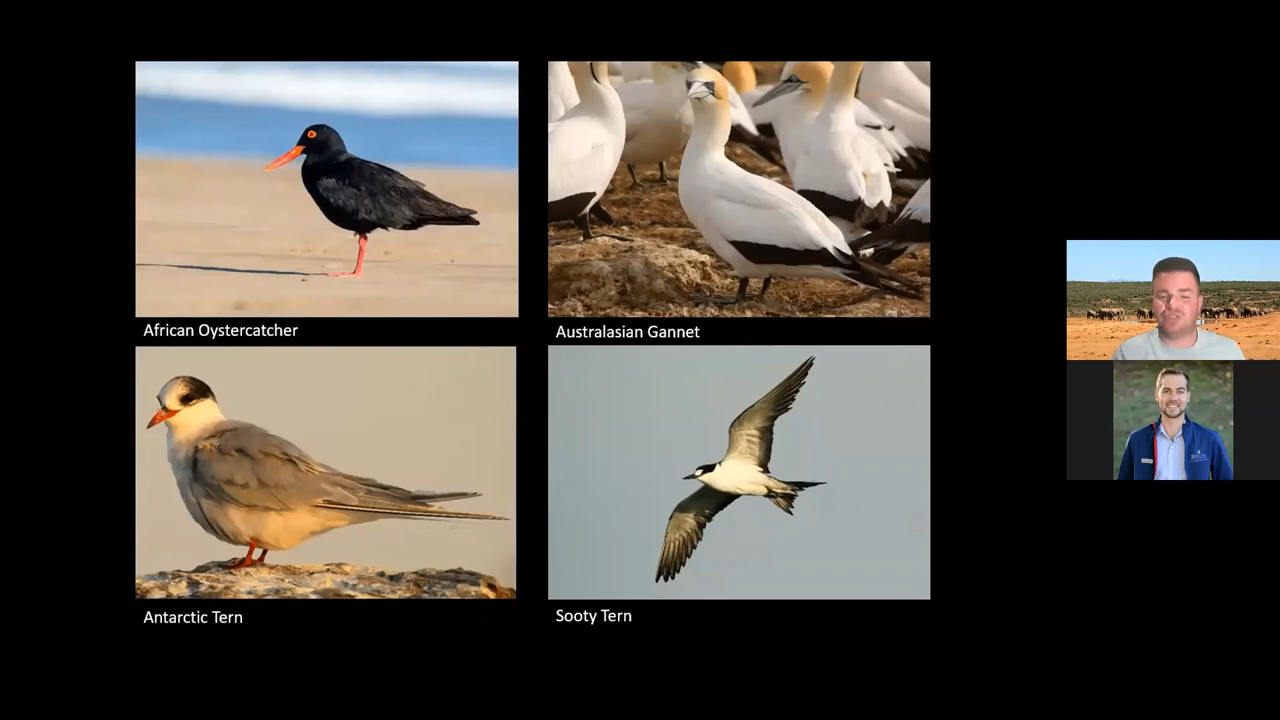 African Oystercatcher
Australasian Gannet
Antarctic Tern
Sooty Tern